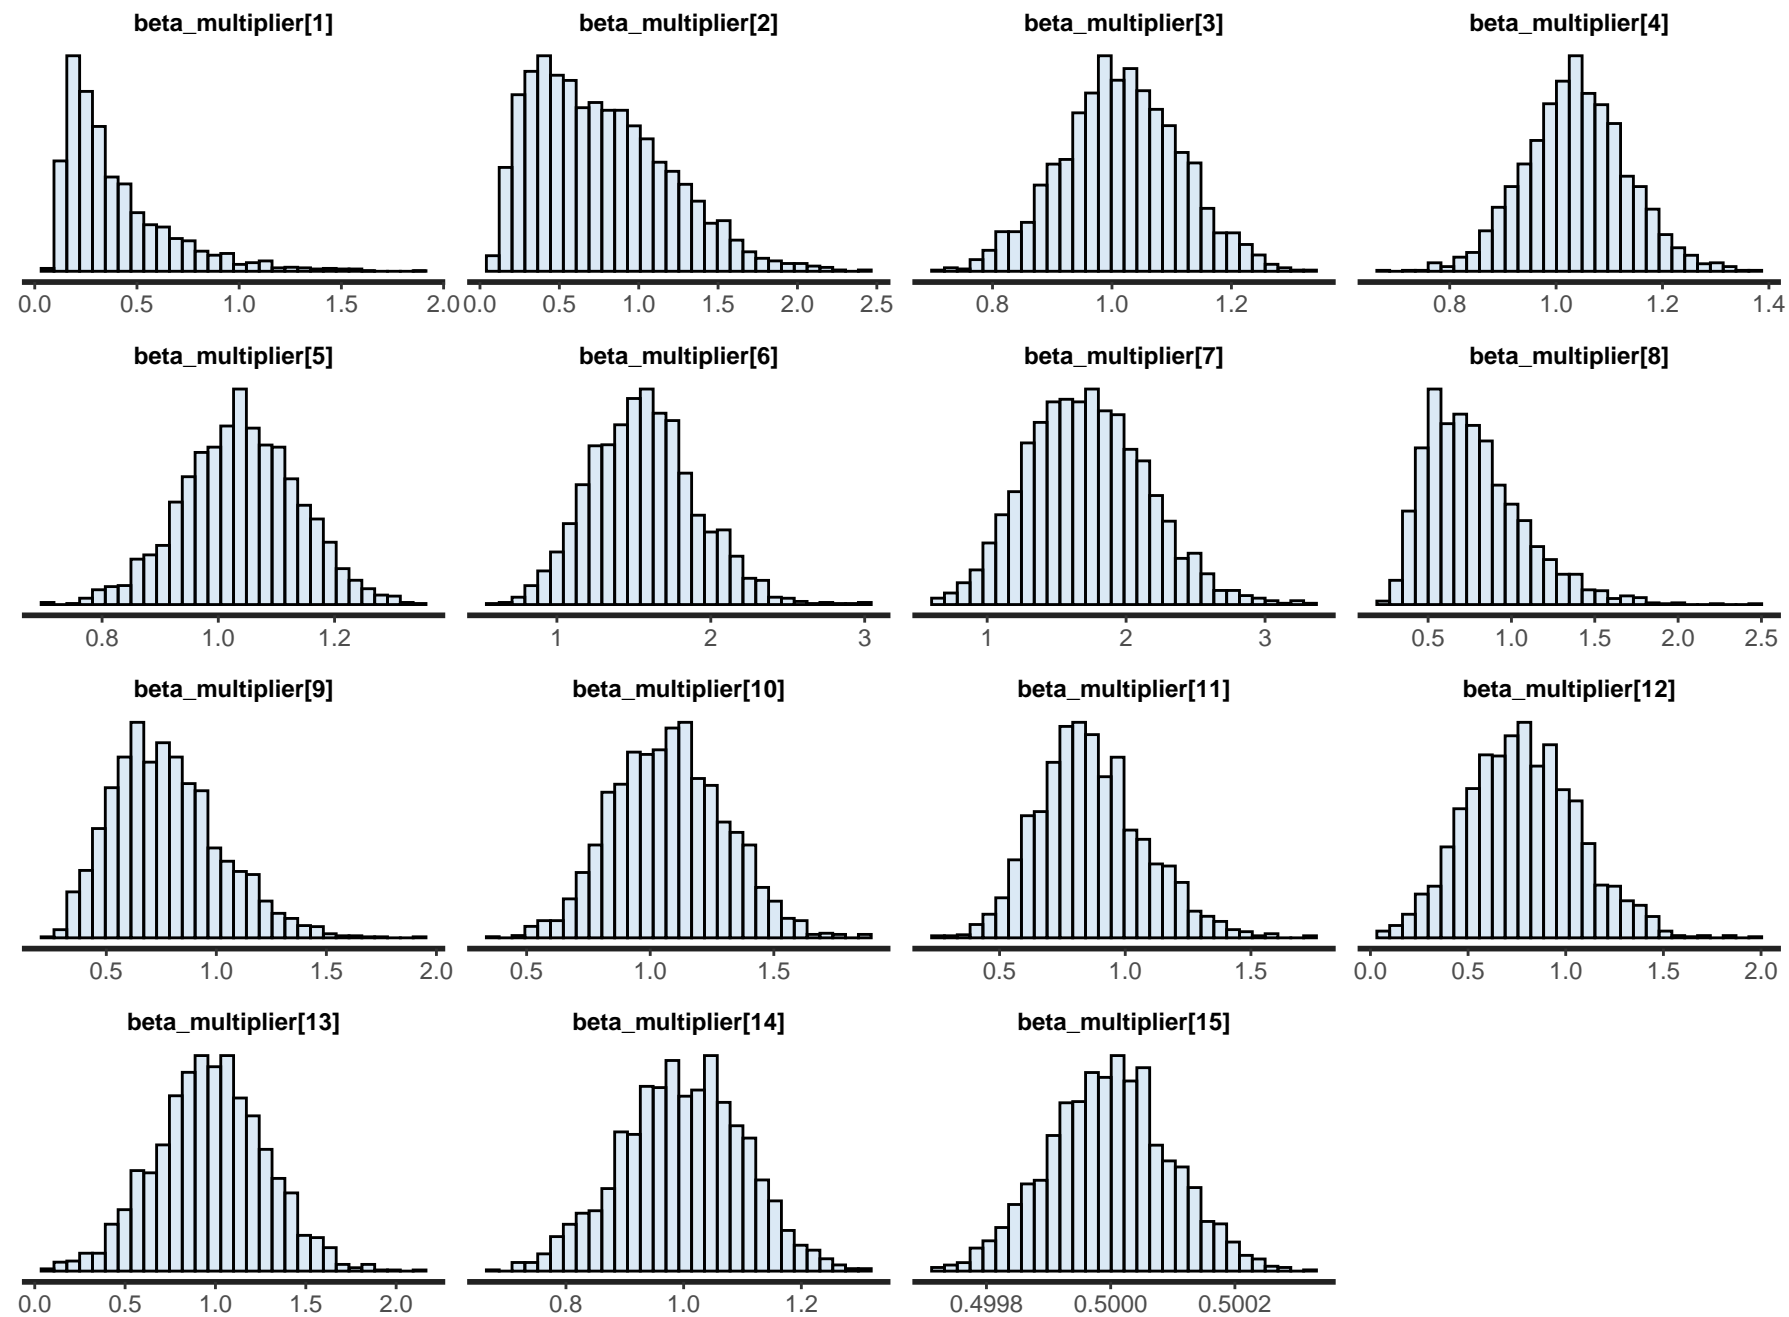 beta_multiplier[1] beta_multiplier[2] beta_multiplier[3] beta_multiplier[4]
0.0 0.5 1.0 1.5 2.0 0.0 0.5 1.0 1.5 2.0 2.5 0.8 1.0 1.2 0.8 1.0 1.2 1.4
beta_multiplier[5] beta_multiplier[6] beta_multiplier[7] beta_multiplier[8]
0.8 1.0 1.2 1 2 3 1 2 3 0.5 1.0 1.5 2.0 2.5
beta_multiplier[9] beta_multiplier[10] beta_multiplier[11] beta_multiplier[12]
0.5 1.0 1.5 2.0 0.5 1.0 1.5 0.5 1.0 1.5 0.0 0.5 1.0 1.5 2.0
beta_multiplier[13] beta_multiplier[14] beta_multiplier[15]
0.0 0.5 1.0 1.5 2.0 0.8 1.0 1.2 0.4998 0.5000 0.5002